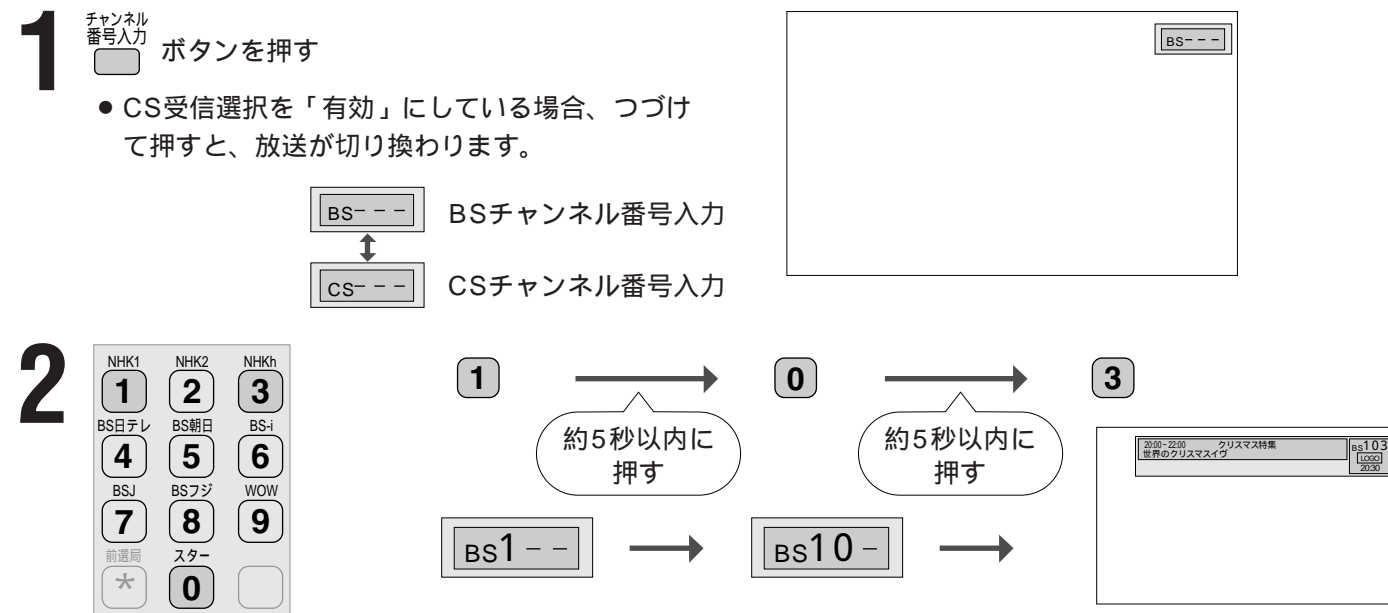 1
チャンネル
番号入力
ボタンを押す
BS---
● CS受信選択を「有効」にしている場合、つづけ
て押すと、放送が切り換わります。
BS---
BSチャンネル番号入力
CS---
CSチャンネル番号入力
2
NHK1 NHK2 NHKh
1 2 3
BS日テレ BS朝日 BS-i
4 5 6
BSJ BSフジ WOW
7 8 9
前選局 スター
* 0
1 0 3
約5秒以内に
押す
約5秒以内に
押す
BS1--
BS10-
20:00~22:00 クリスマス特集
世界のクリスマスイヴ
BS103
LOGO
20:30